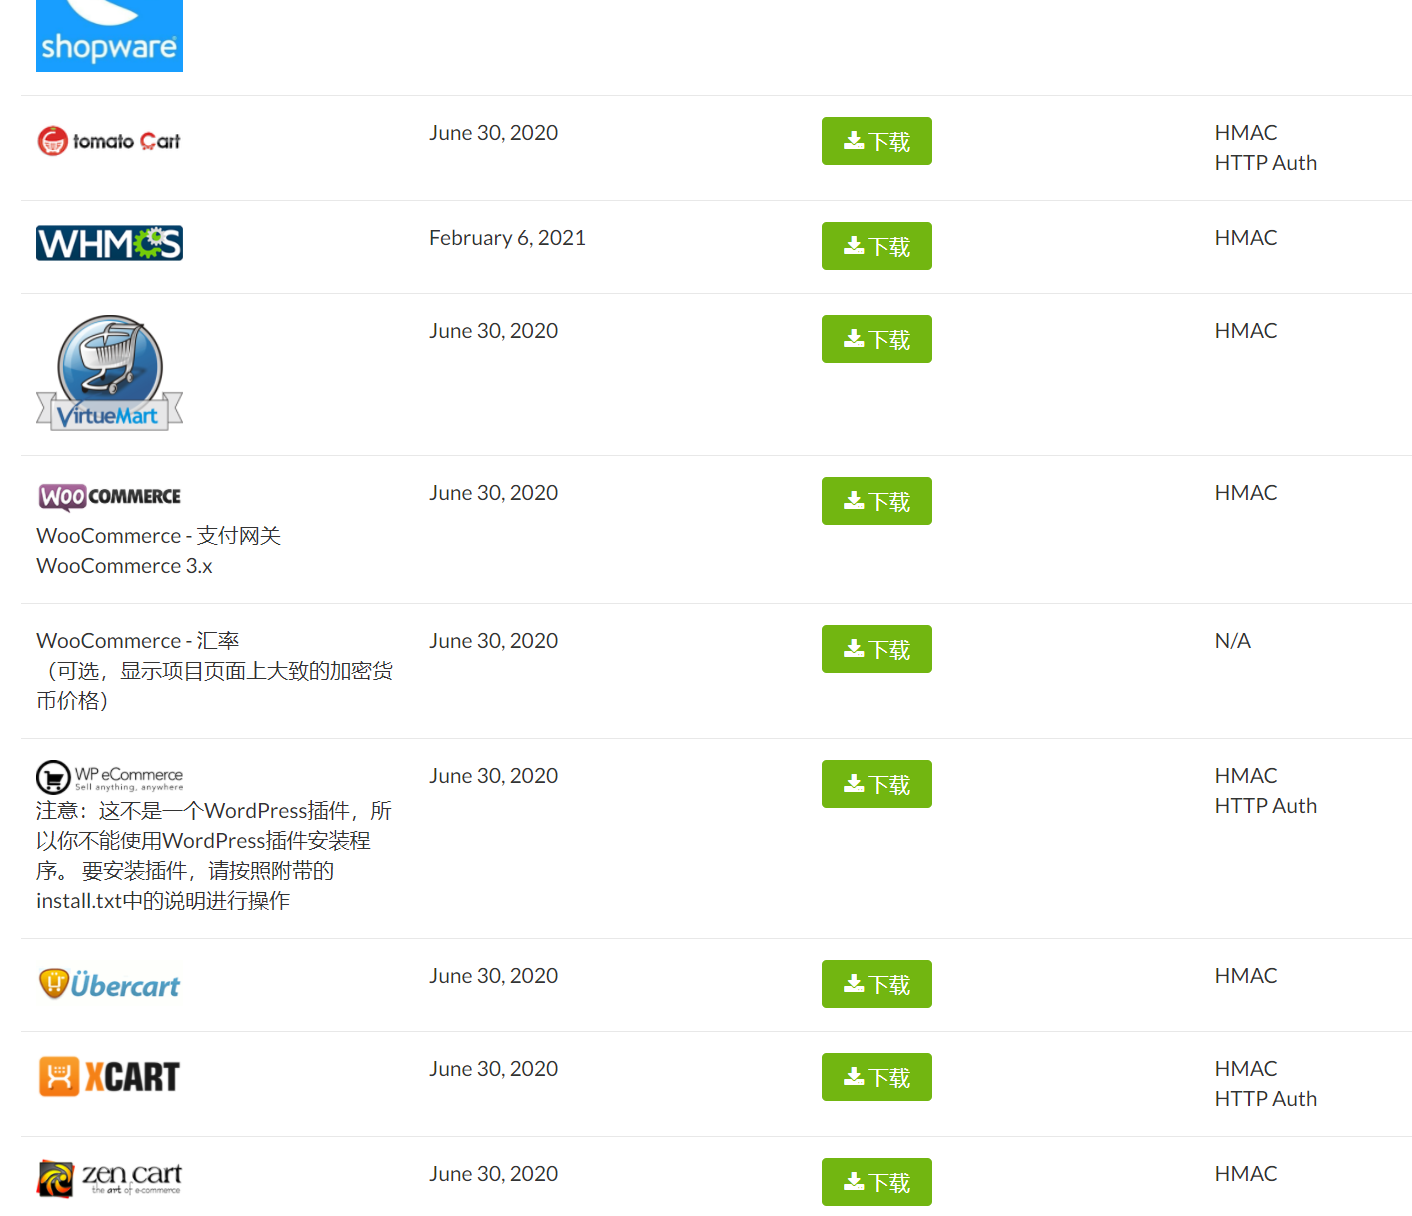 shopware
tomato Cart
June 30, 2020
下载
HMAC
HTTP Auth
WHMCS
February 6, 2021
下载
HMAC
VirtueMart
June 30, 2020
下载
HMAC
WOO COMMERCE
June 30, 2020
下载
HMAC
WooCommerce - 支付网关
WooCommerce 3.x
WooCommerce - 汇率
June 30, 2020
下载
N/A
（可选，显示项目页面上大致的加密货
币价格）
WP eCommerce
Sell anything, anywhere
June 30, 2020
下载
HMAC
HTTP Auth
注意：这不是一个WordPress插件，所
以你不能使用WordPress插件安装程
序。 要安装插件，请按照附带的
install.txt中的说明进行操作
Übercart
June 30, 2020
下载
HMAC
XCART
June 30, 2020
下载
HMAC
HTTP Auth
zen cart
the art of e-commerce
June 30, 2020
下载
HMAC